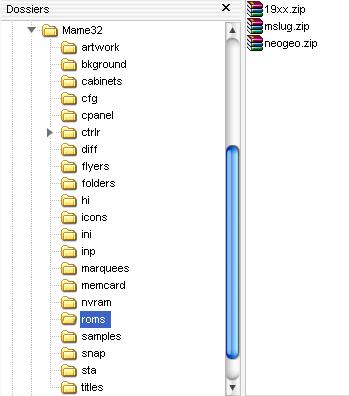 Dossiers
Mame32
artwork
bkground
cabinets
cfg
cpanel
ctrlr
diff
flyers
folders
hi
icons
ini
inp
marquees
memcard
nvram
roms
samples
snap
sta
titles
19xx.zip
mslug.zip
neogeo.zip